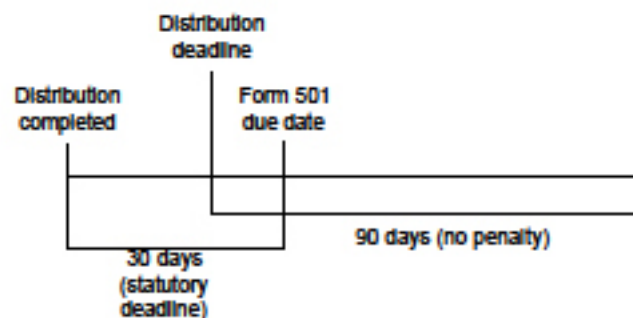 Distribution
deadline
Distribution
completed
Form 501
due date
90 days (no penalty)
30 days
(statutory
deadline)